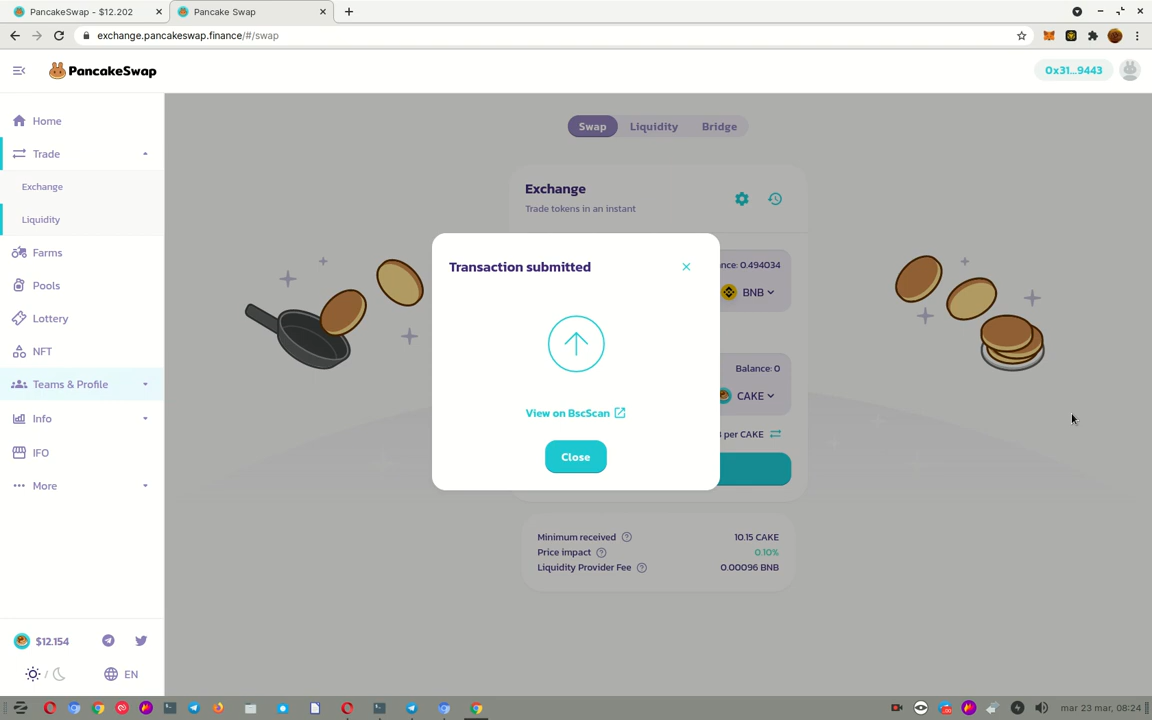 PancakeSwap - $12.202
Pancake Swap
exchange.pancakeswap.finance/#/swap
PancakeSwap
0x31...9443
Home
Trade
Exchange
Liquidity
Farms
Pools
Lottery
NFT
Teams & Profile
Info
IFO
More
$12.154
/
EN
Swap
Liquidity
Bridge
Exchange
Trade tokens in an instant
0.494034
BNB
Transaction submitted
View on BscScan
Close
Balance: 0
CAKE
per CAKE
Minimum received
10.15 CAKE
Price impact
0.10%
Liquidity Provider Fee
0.00096 BNB
mar 23 mar, 08:24